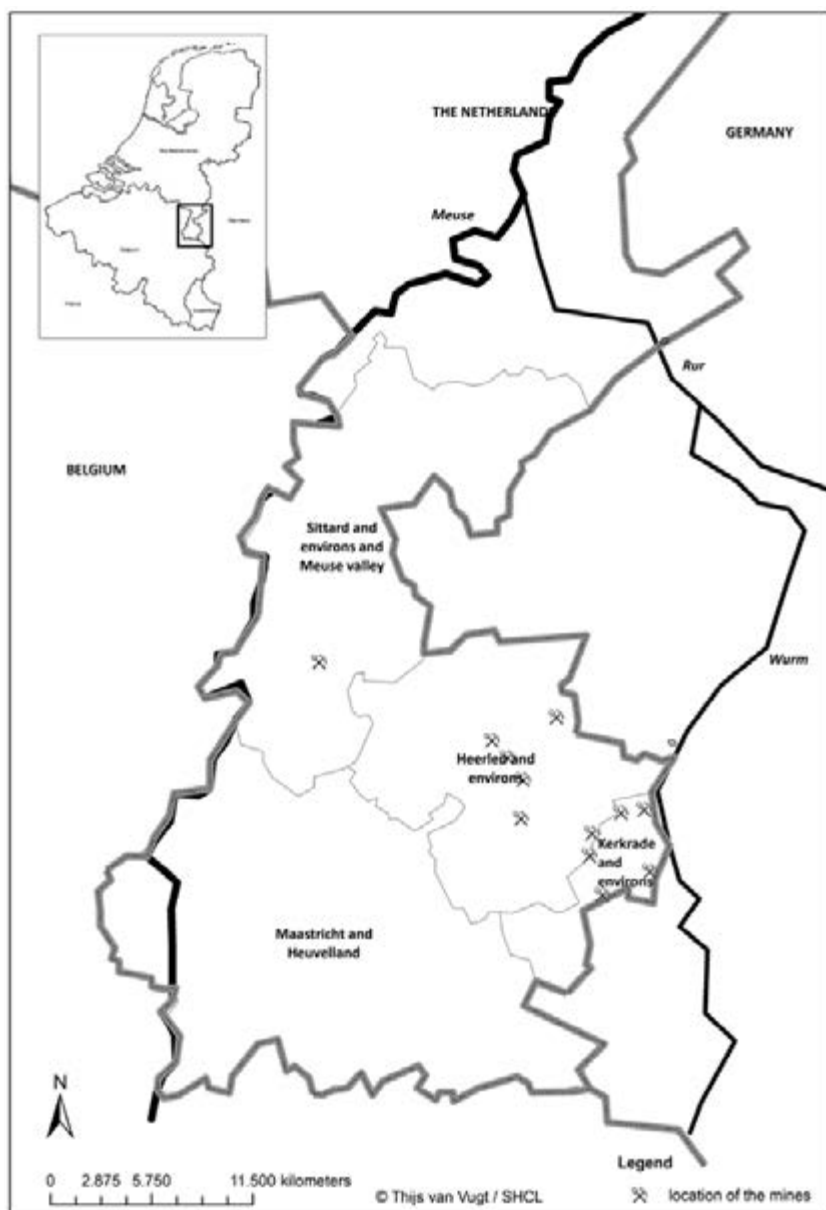 THE NETHERLANDS
GERMANY
Meuse
Rur
BELGIUM
Sittard and
environs and
Meuse valley
Wurm
Heerlen and
environs
Kerkrade
and
environs
Maastricht and
Heuvelland
N
Legend
0 2.875 5.750 11.500 kilometers
© Thijs van Vugt / SHCL
location of the mines